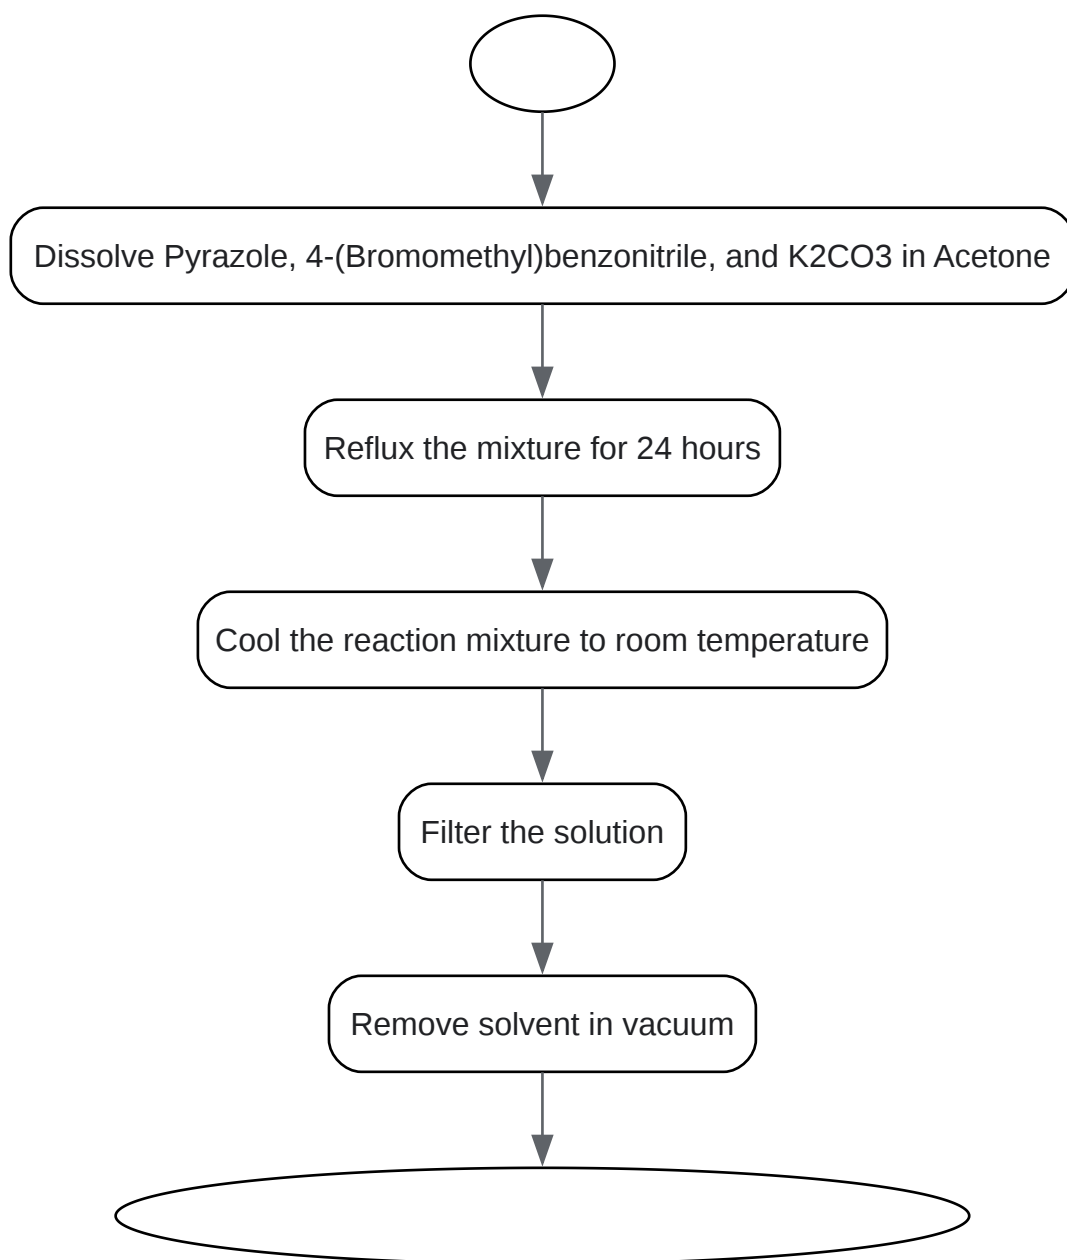 Dissolve Pyrazole, 4-(Bromomethyl)benzonitrile, and K2CO3 in Acetone
Reflux the mixture for 24 hours
Cool the reaction mixture to room temperature
Filter the solution
Remove solvent in vacuum